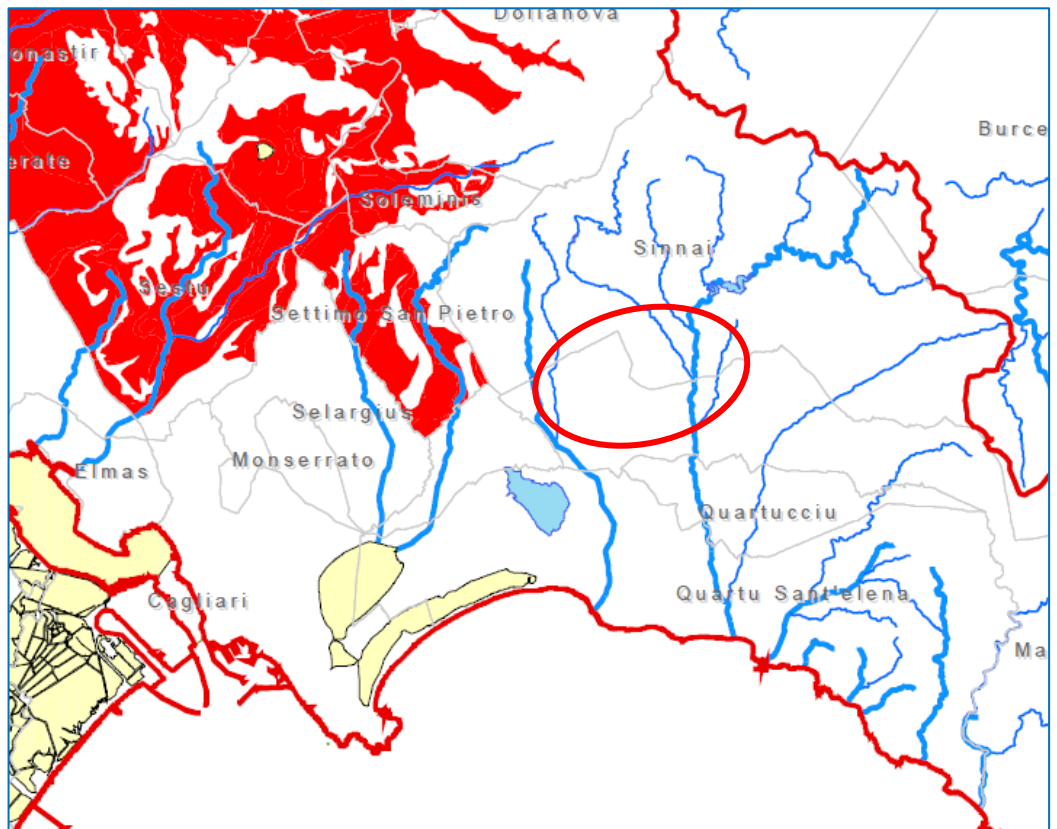 Dolianova
onastir
Burce
erate
Soleminis
Sinnai
Sestu
Settimo San Pietro
Selargius
Monserrato
Elmas
Quartucciu
Cagliari
Quartu Sant'elena
Ma